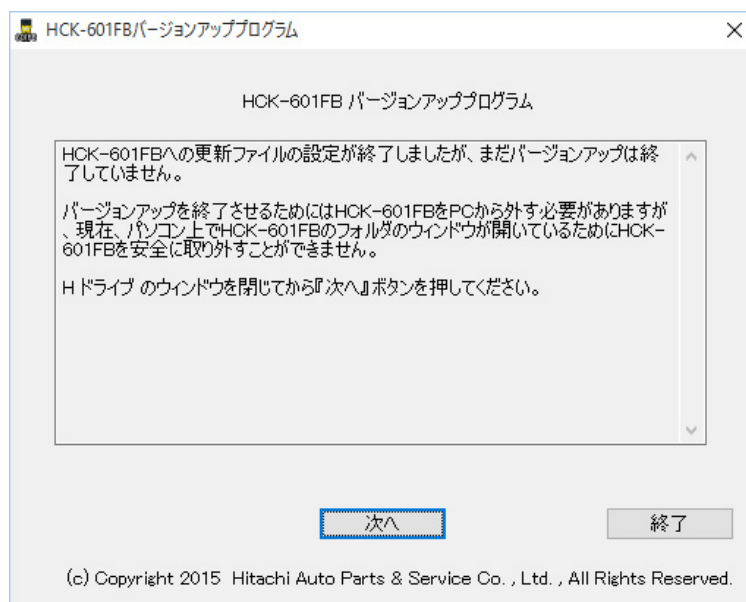 HCK-601FBバージョンアッププログラム
HCK-601FB バージョンアッププログラム
HCK-601FBへの更新ファイルの設定が終了しましたが、まだバージョンアップは終
了していません。
バージョンアップを終了させるためにはHCK-601FBをPCから外す必要がありますが
、現在、パソコン上でHCK-601FBのフォルダのウィンドウが開いているためにHCK-
601FBを安全に取り外すことができません。
H ドライブ のウィンドウを閉じてから『次へ』ボタンを押してください。
次へ
終了
(c) Copyright 2015 Hitachi Auto Parts & Service Co. , Ltd. , All Rights Reserved.